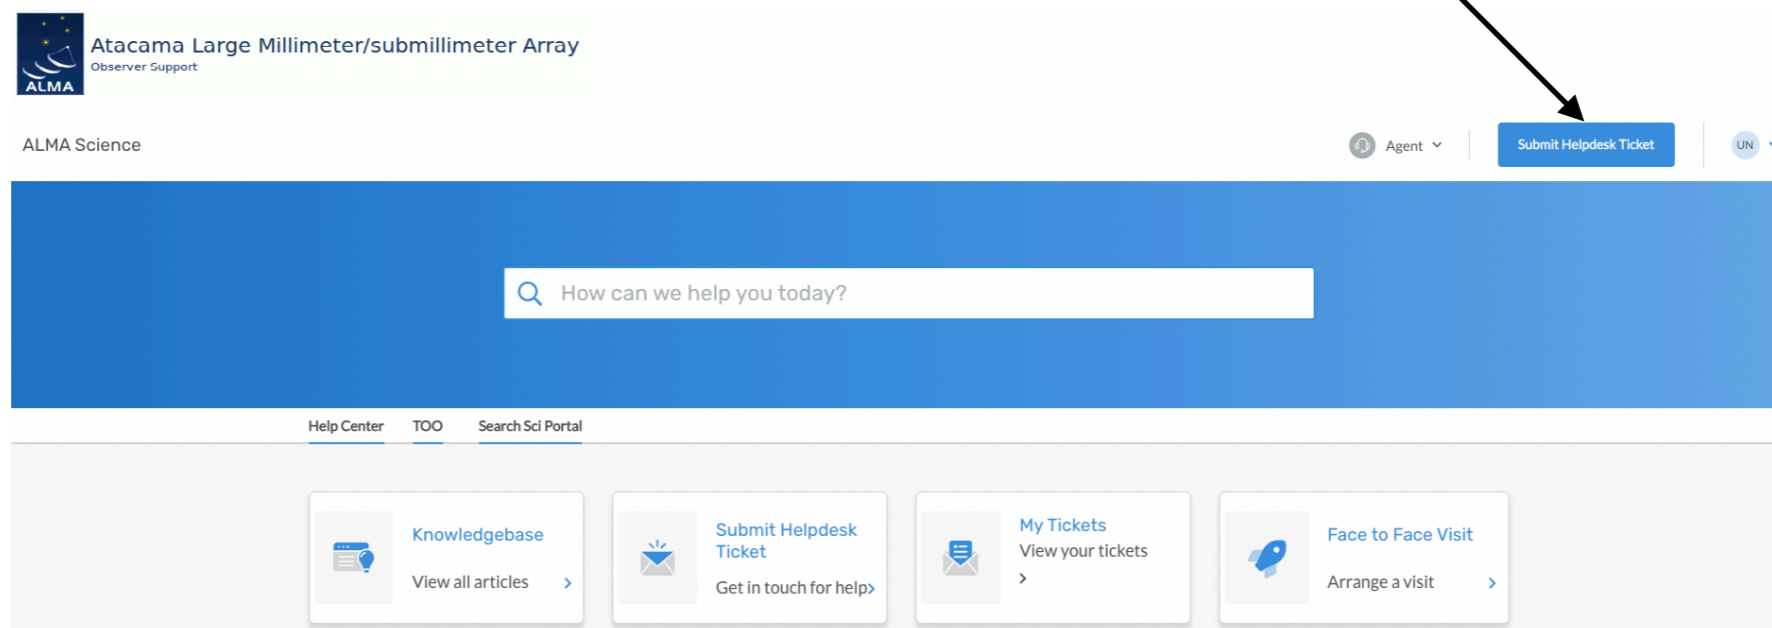 Atacama Large Millimeter/submillimeter Array
Observer Support
ALMA
ALMA Science
Agent
Submit Helpdesk Ticket
UN
How can we help you today?
Help Center
TOO
Search Sci Portal
Knowledgebase
View all articles
Submit Helpdesk
Ticket
Get in touch for help
My Tickets
View your tickets
Face to Face Visit
Arrange a visit